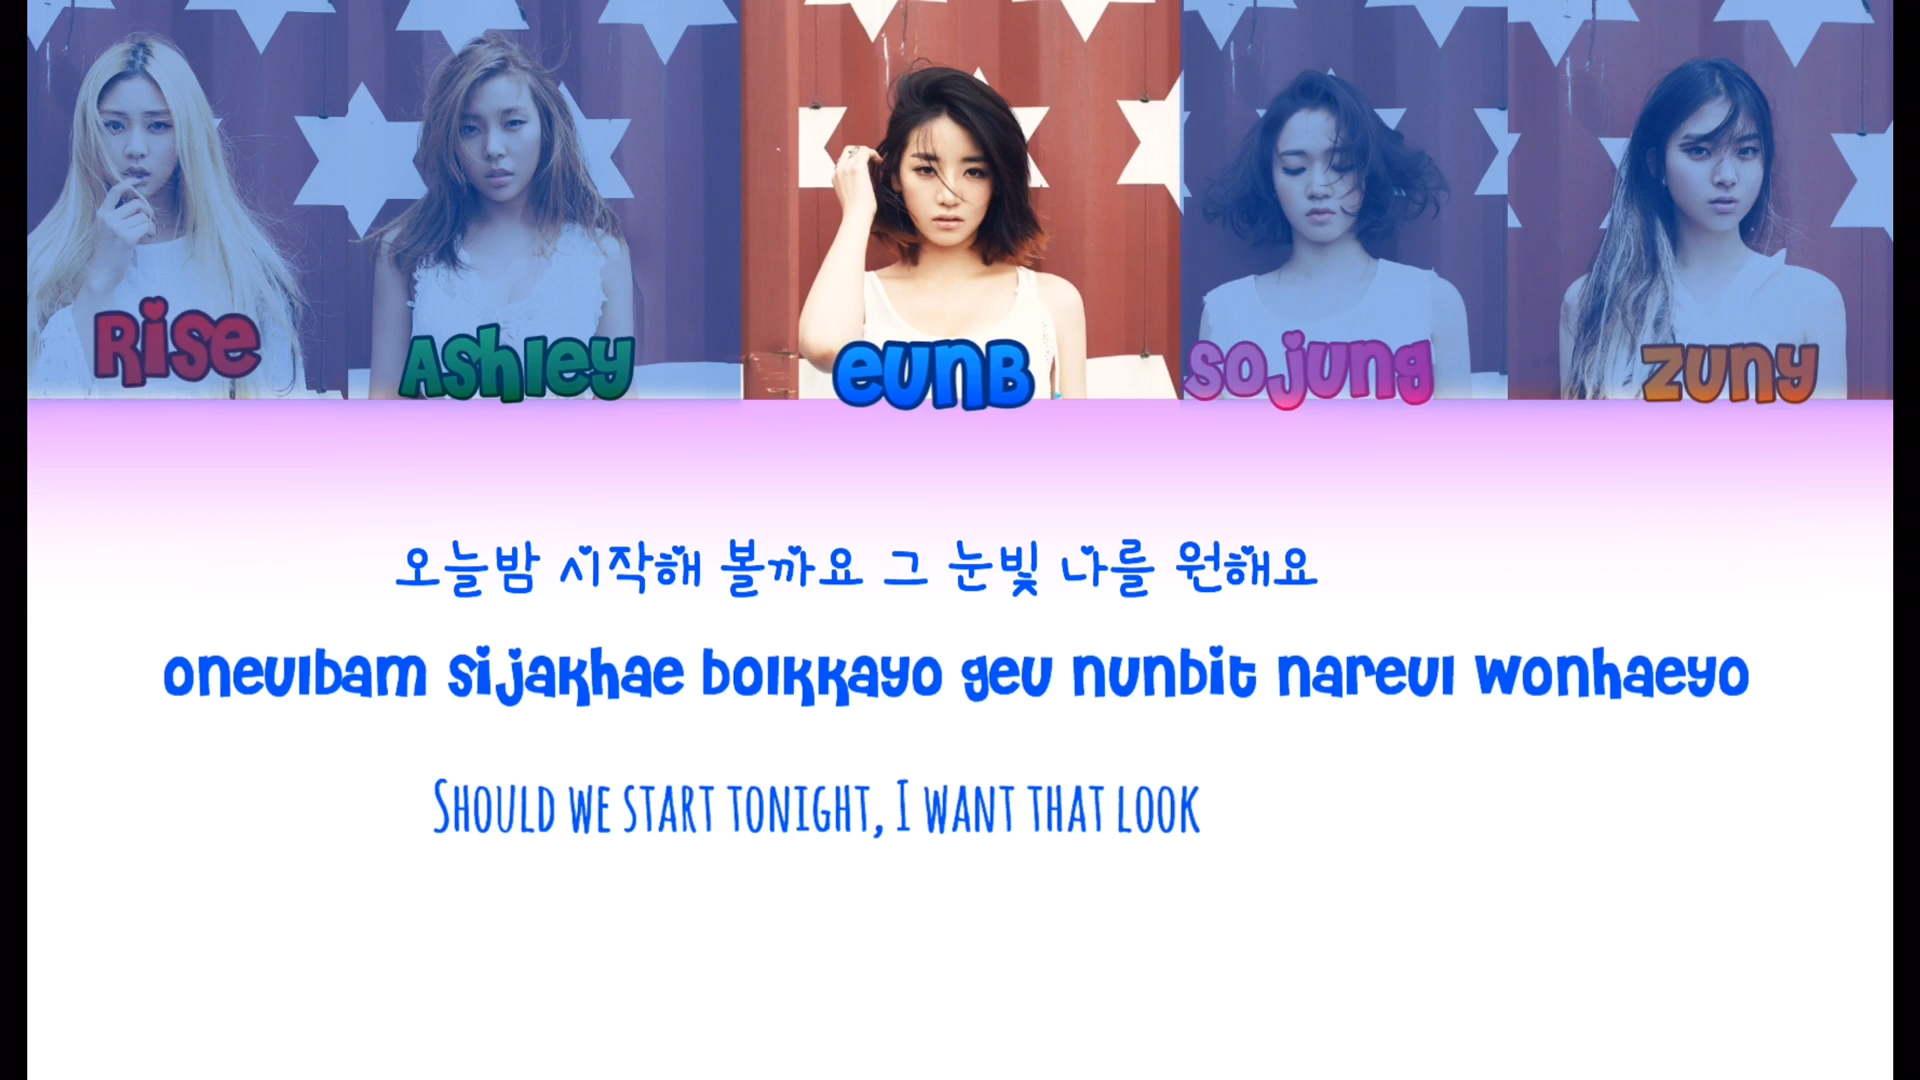 Rise Ashley eunB sojung zuny
오늘밤 시작해 볼까요 그 눈빛 나를 원해요
oneulbam sijakhae bolkkayo geu nunbit nareul wonhaeyo
Should we start tonight, I want that look